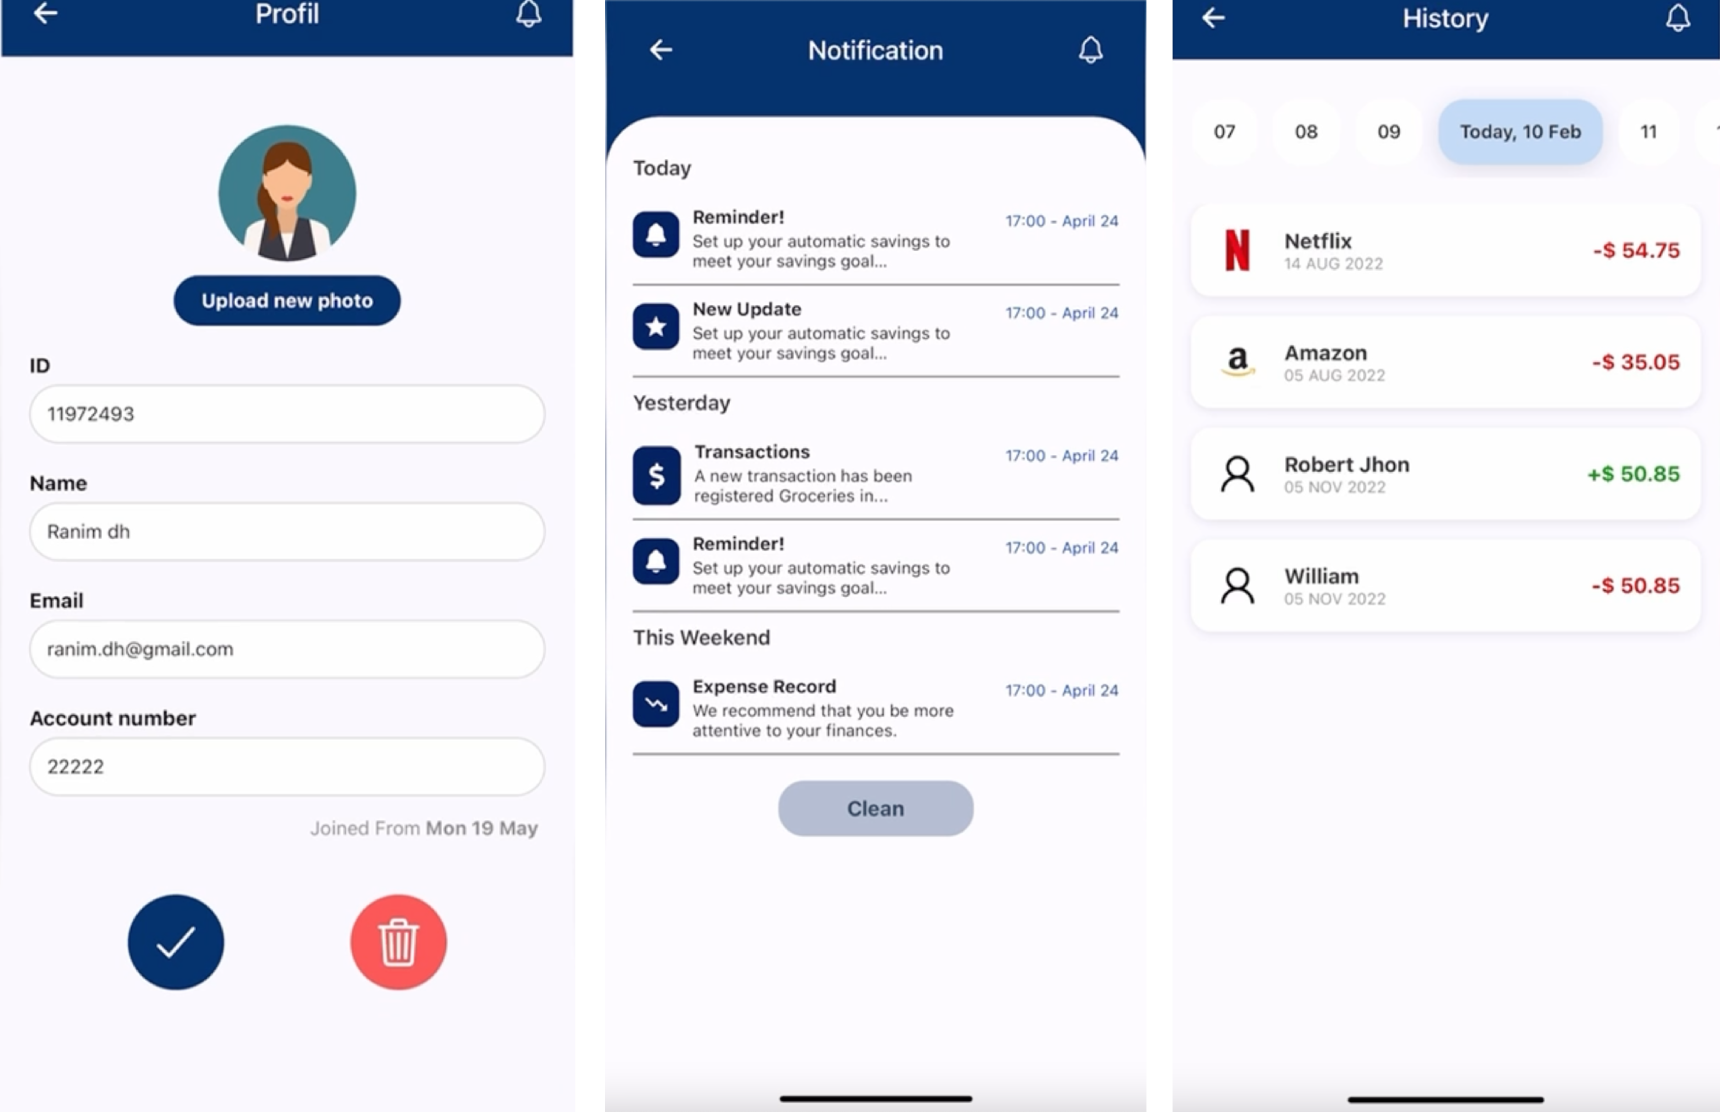 Profil
Upload new photo
ID
11972493
Name
Ranim dh
Email
ranim.dh@gmail.com
Account number
22222
Joined From Mon 19 May
Notification
Today
Reminder!
17:00 - April 24
Set up your automatic savings to
meet your savings goal...
New Update
17:00 - April 24
Set up your automatic savings to
meet your savings goal...
Yesterday
Transactions
17:00 - April 24
A new transaction has been
registered Groceries in...
Reminder!
17:00 - April 24
Set up your automatic savings to
meet your savings goal...
This Weekend
Expense Record
17:00 - April 24
We recommend that you be more
attentive to your finances.
Clean
History
07 08 09 Today, 10 Feb 11
Netflix
14 AUG 2022
-$ 54.75
Amazon
05 AUG 2022
-$ 35.05
Robert Jhon
05 NOV 2022
+$ 50.85
William
05 NOV 2022
-$ 50.85